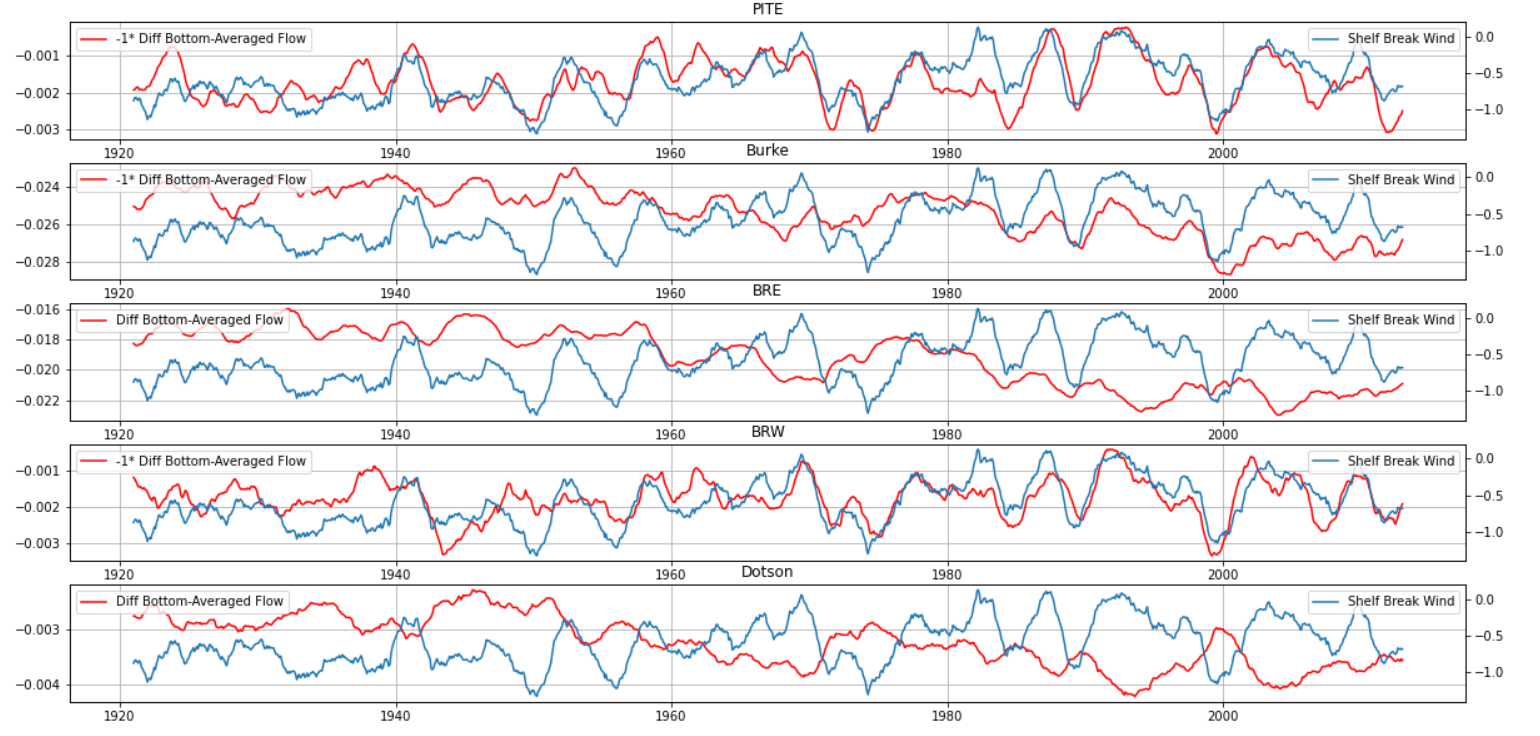 PITE
-1* Diff Bottom-Averaged Flow
Shelf Break Wind
−0.001
−0.002
−0.003
0.0
−0.5
−1.0
1920 1940 1960 1980 2000
Burke
-1* Diff Bottom-Averaged Flow
Shelf Break Wind
−0.024
−0.026
−0.028
0.0
−0.5
−1.0
1920 1940 1960 1980 2000
BRE
Diff Bottom-Averaged Flow
Shelf Break Wind
−0.016
−0.018
−0.020
−0.022
0.0
−0.5
−1.0
1920 1940 1960 1980 2000
BRW
-1* Diff Bottom-Averaged Flow
Shelf Break Wind
−0.001
−0.002
−0.003
0.0
−0.5
−1.0
1920 1940 1960 1980 2000
Dotson
Diff Bottom-Averaged Flow
Shelf Break Wind
−0.003
−0.004
0.0
−0.5
−1.0
1920 1940 1960 1980 2000